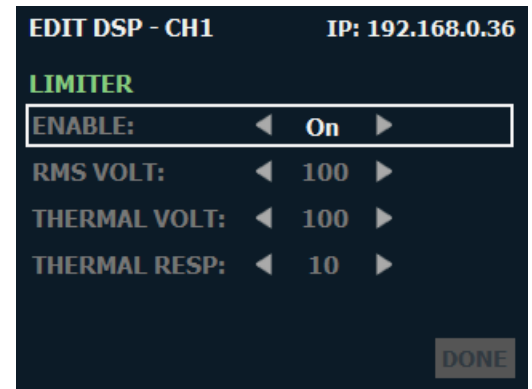 EDIT DSP - CH1 IP: 192.168.0.36
LIMITER
ENABLE: On
RMS VOLT: 100
THERMAL VOLT: 100
THERMAL RESP: 10
DONE